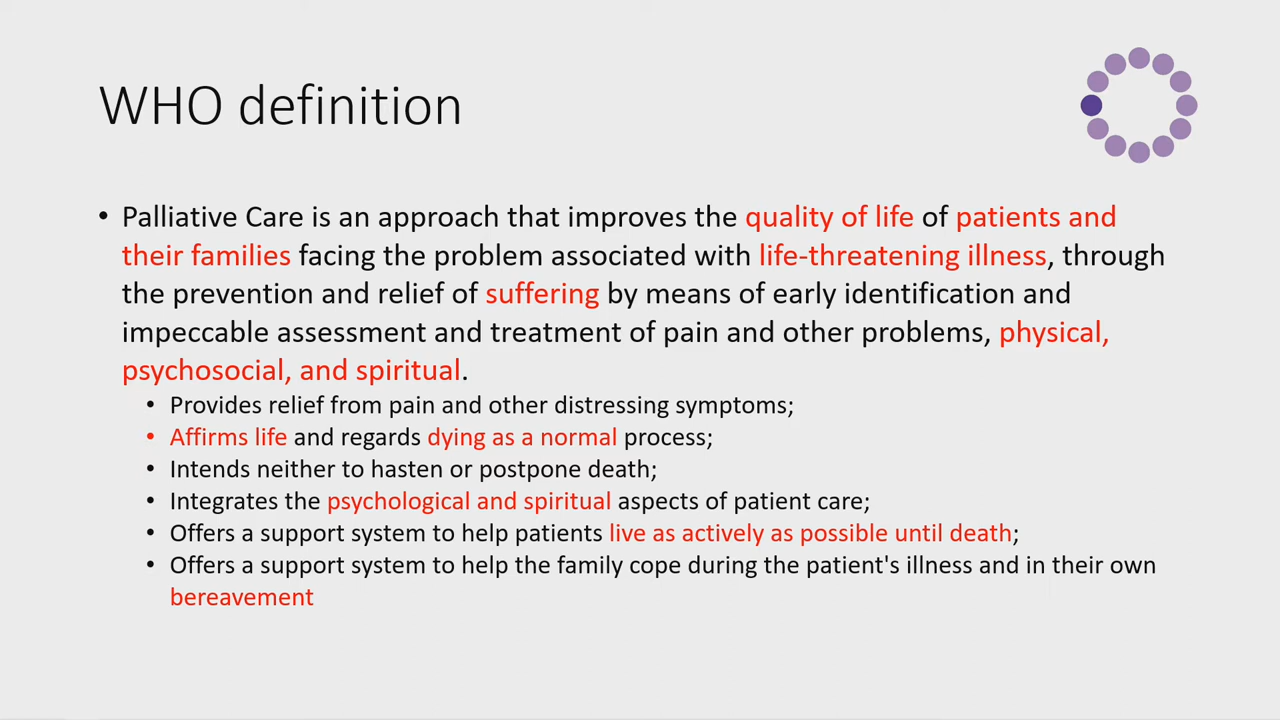 WHO definition
• Palliative Care is an approach that improves the quality of life of patients and
their families facing the problem associated with life-threatening illness, through
the prevention and relief of suffering by means of early identification and
impeccable assessment and treatment of pain and other problems, physical,
psychosocial, and spiritual.
• Provides relief from pain and other distressing symptoms;
• Affirms life and regards dying as a normal process;
• Intends neither to hasten or postpone death;
• Integrates the psychological and spiritual aspects of patient care;
• Offers a support system to help patients live as actively as possible until death;
• Offers a support system to help the family cope during the patient's illness and in their own
bereavement